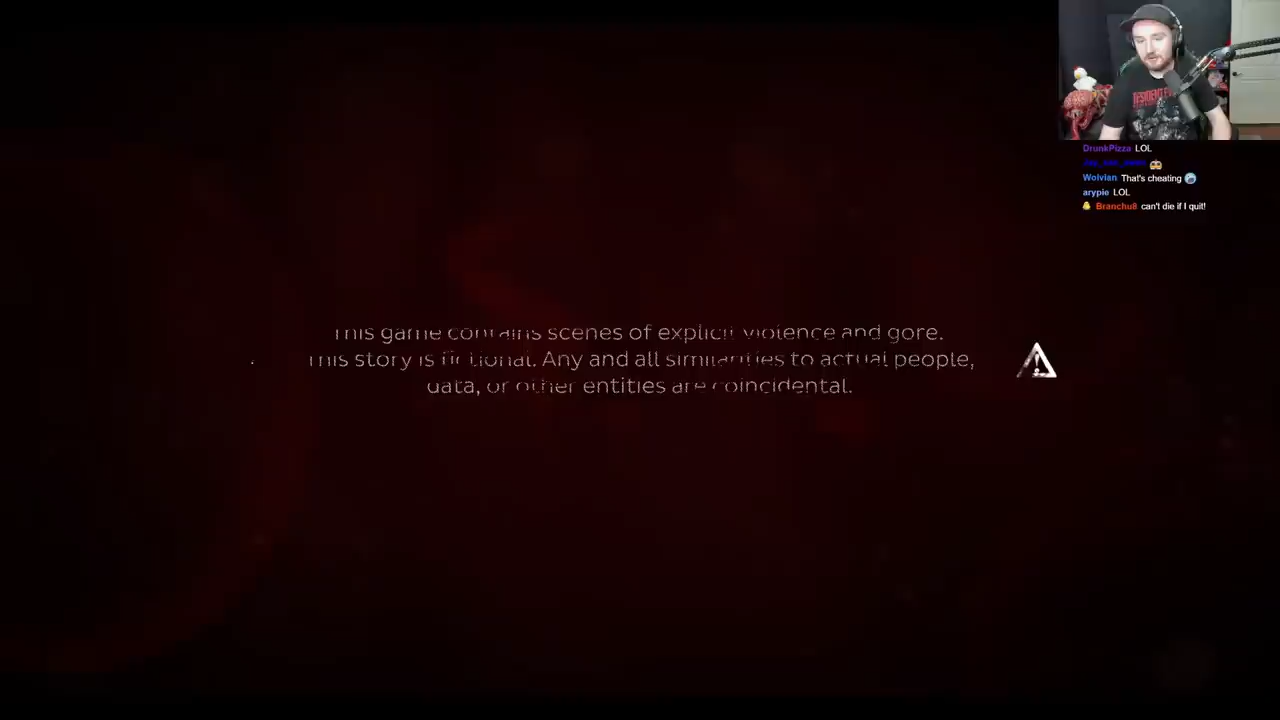 This game contains scenes of explicit violence and gore.
This story is fictional. Any and all similarities to actual people,
data, or other entities are coincidental.
RESIDENT
DrunkPizza LOL
Wolvian That's cheating
arypie LOL
Branchu8 can't die if I quit!